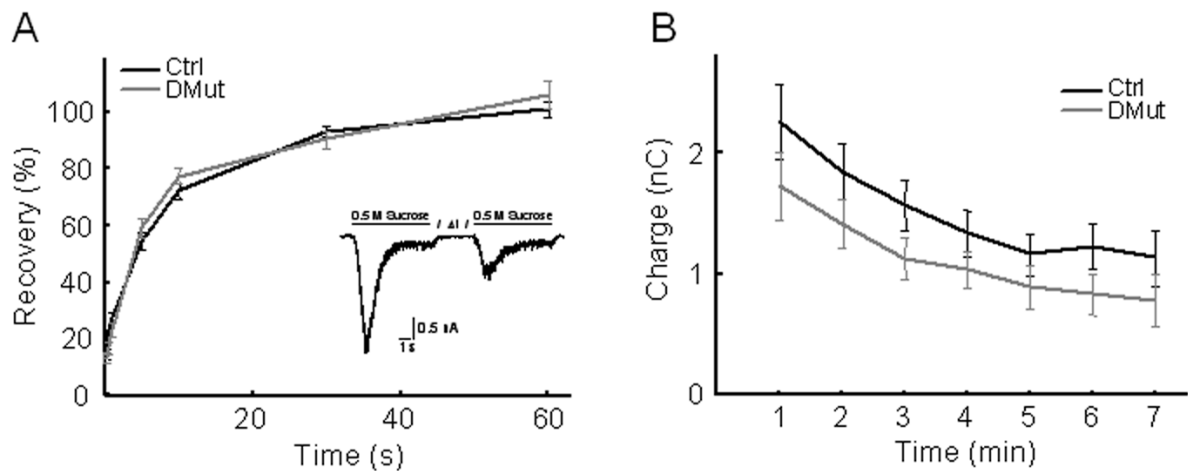 A
Ctrl
DMut
Recovery (%)
100
80
60
40
20
0
0.5 M Sucrose / Δt / 0.5 M Sucrose
0.5 nA
1 s
20 40 60
Time (s)
B
Ctrl
DMut
Charge (nC)
2
1
0
1 2 3 4 5 6 7
Time (min)